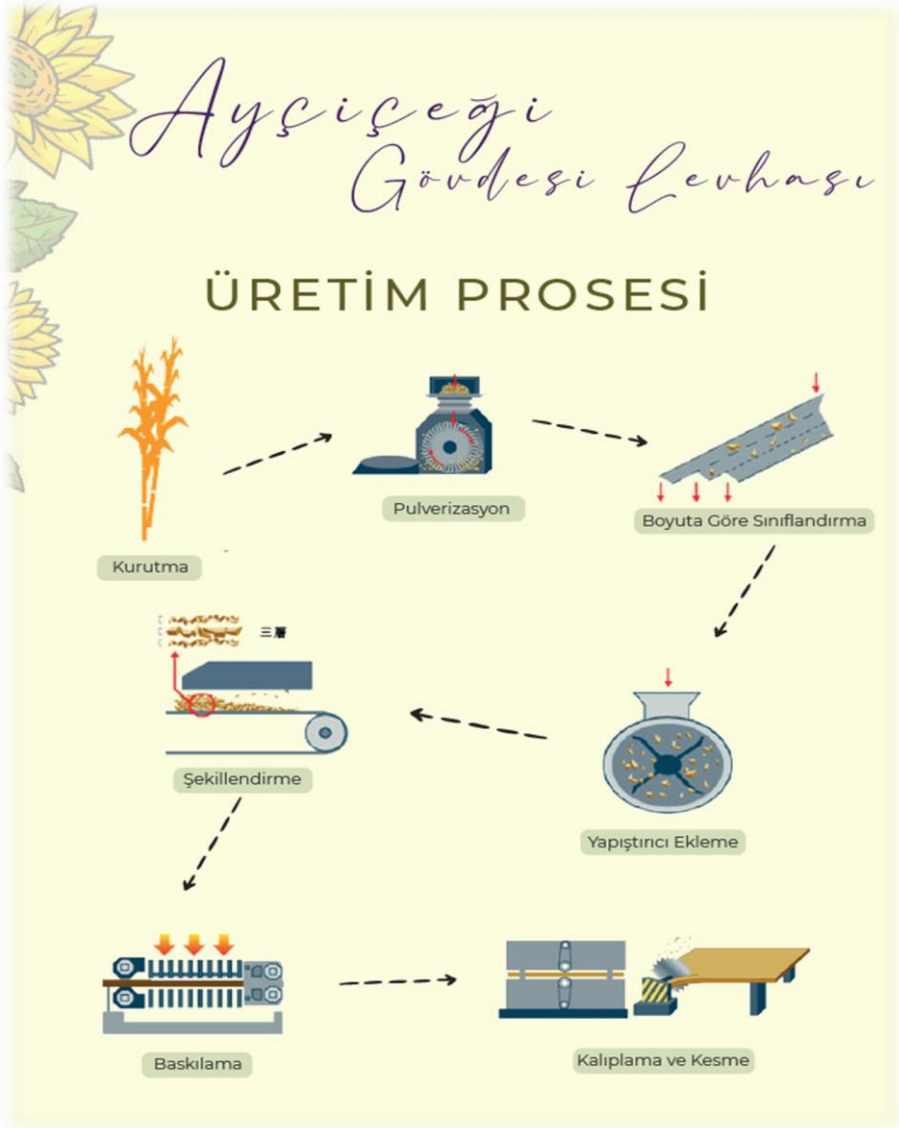 Ayçiçeği
Gövdesi Levhası
ÜRETİM PROSESİ
Kurutma
Pulverizasyon
Boyuta Göre Sınıflandırma
Yapıştırıcı Ekleme
三層
Şekillendirme
Baskılama
Kalıplama ve Kesme